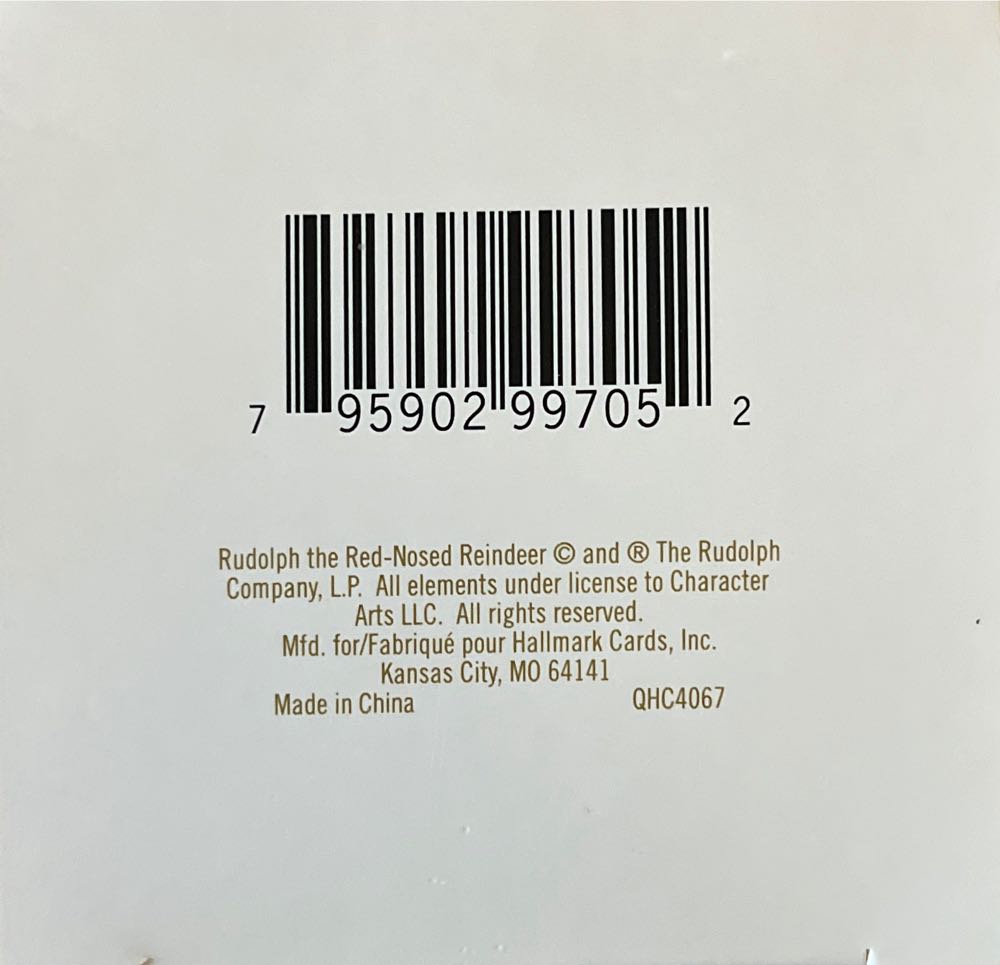 7 95902 99705 2
Rudolph the Red-Nosed Reindeer © and ® The Rudolph
Company, L.P. All elements under license to Character
Arts LLC. All rights reserved.
Mfd. for/Fabriqué pour Hallmark Cards, Inc.
Kansas City, MO 64141
Made in China QHC4067